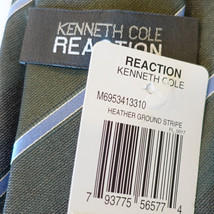 KENNETH COLE
REACTION
REACTION
KENNETH COLE
M6953413310
HEATHER GROUND STRIPE
7 93775 56577 4